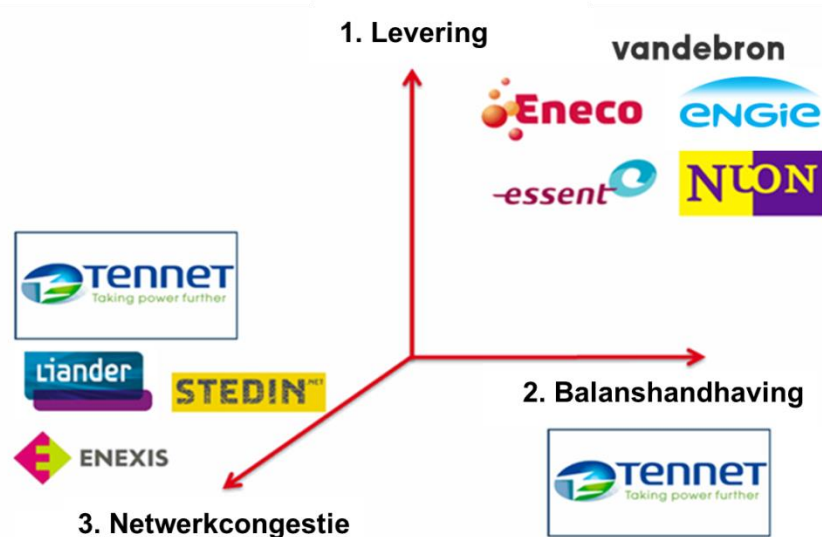 1. Levering
vandebron
Eneco
ENGIE
essent
NUON
TenneT
Taking power further
Liander
STEDIN.NET
ENEXIS
2. Balanshandhaving
TenneT
Taking power further
3. Netwerkcongestie